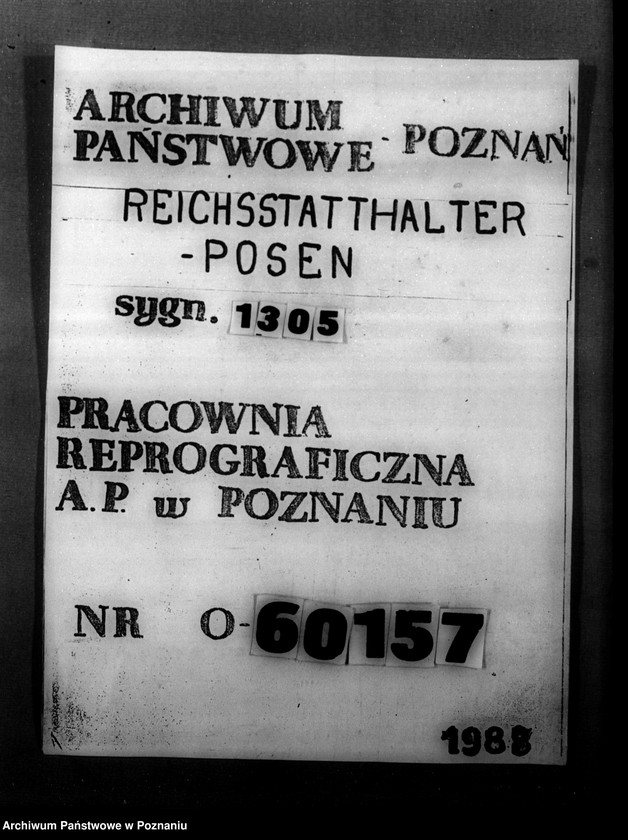 ARCHIWUM
PAŃSTWOWE - POZNAŃ
REICHSSTATTHALTER
-POSEN
sygn. 1305
PRACOWNIA
REPROGRAFICZNA
A.P. w POZNANIU
NR O-60157
1988
Archiwum Państwowe w Poznaniu